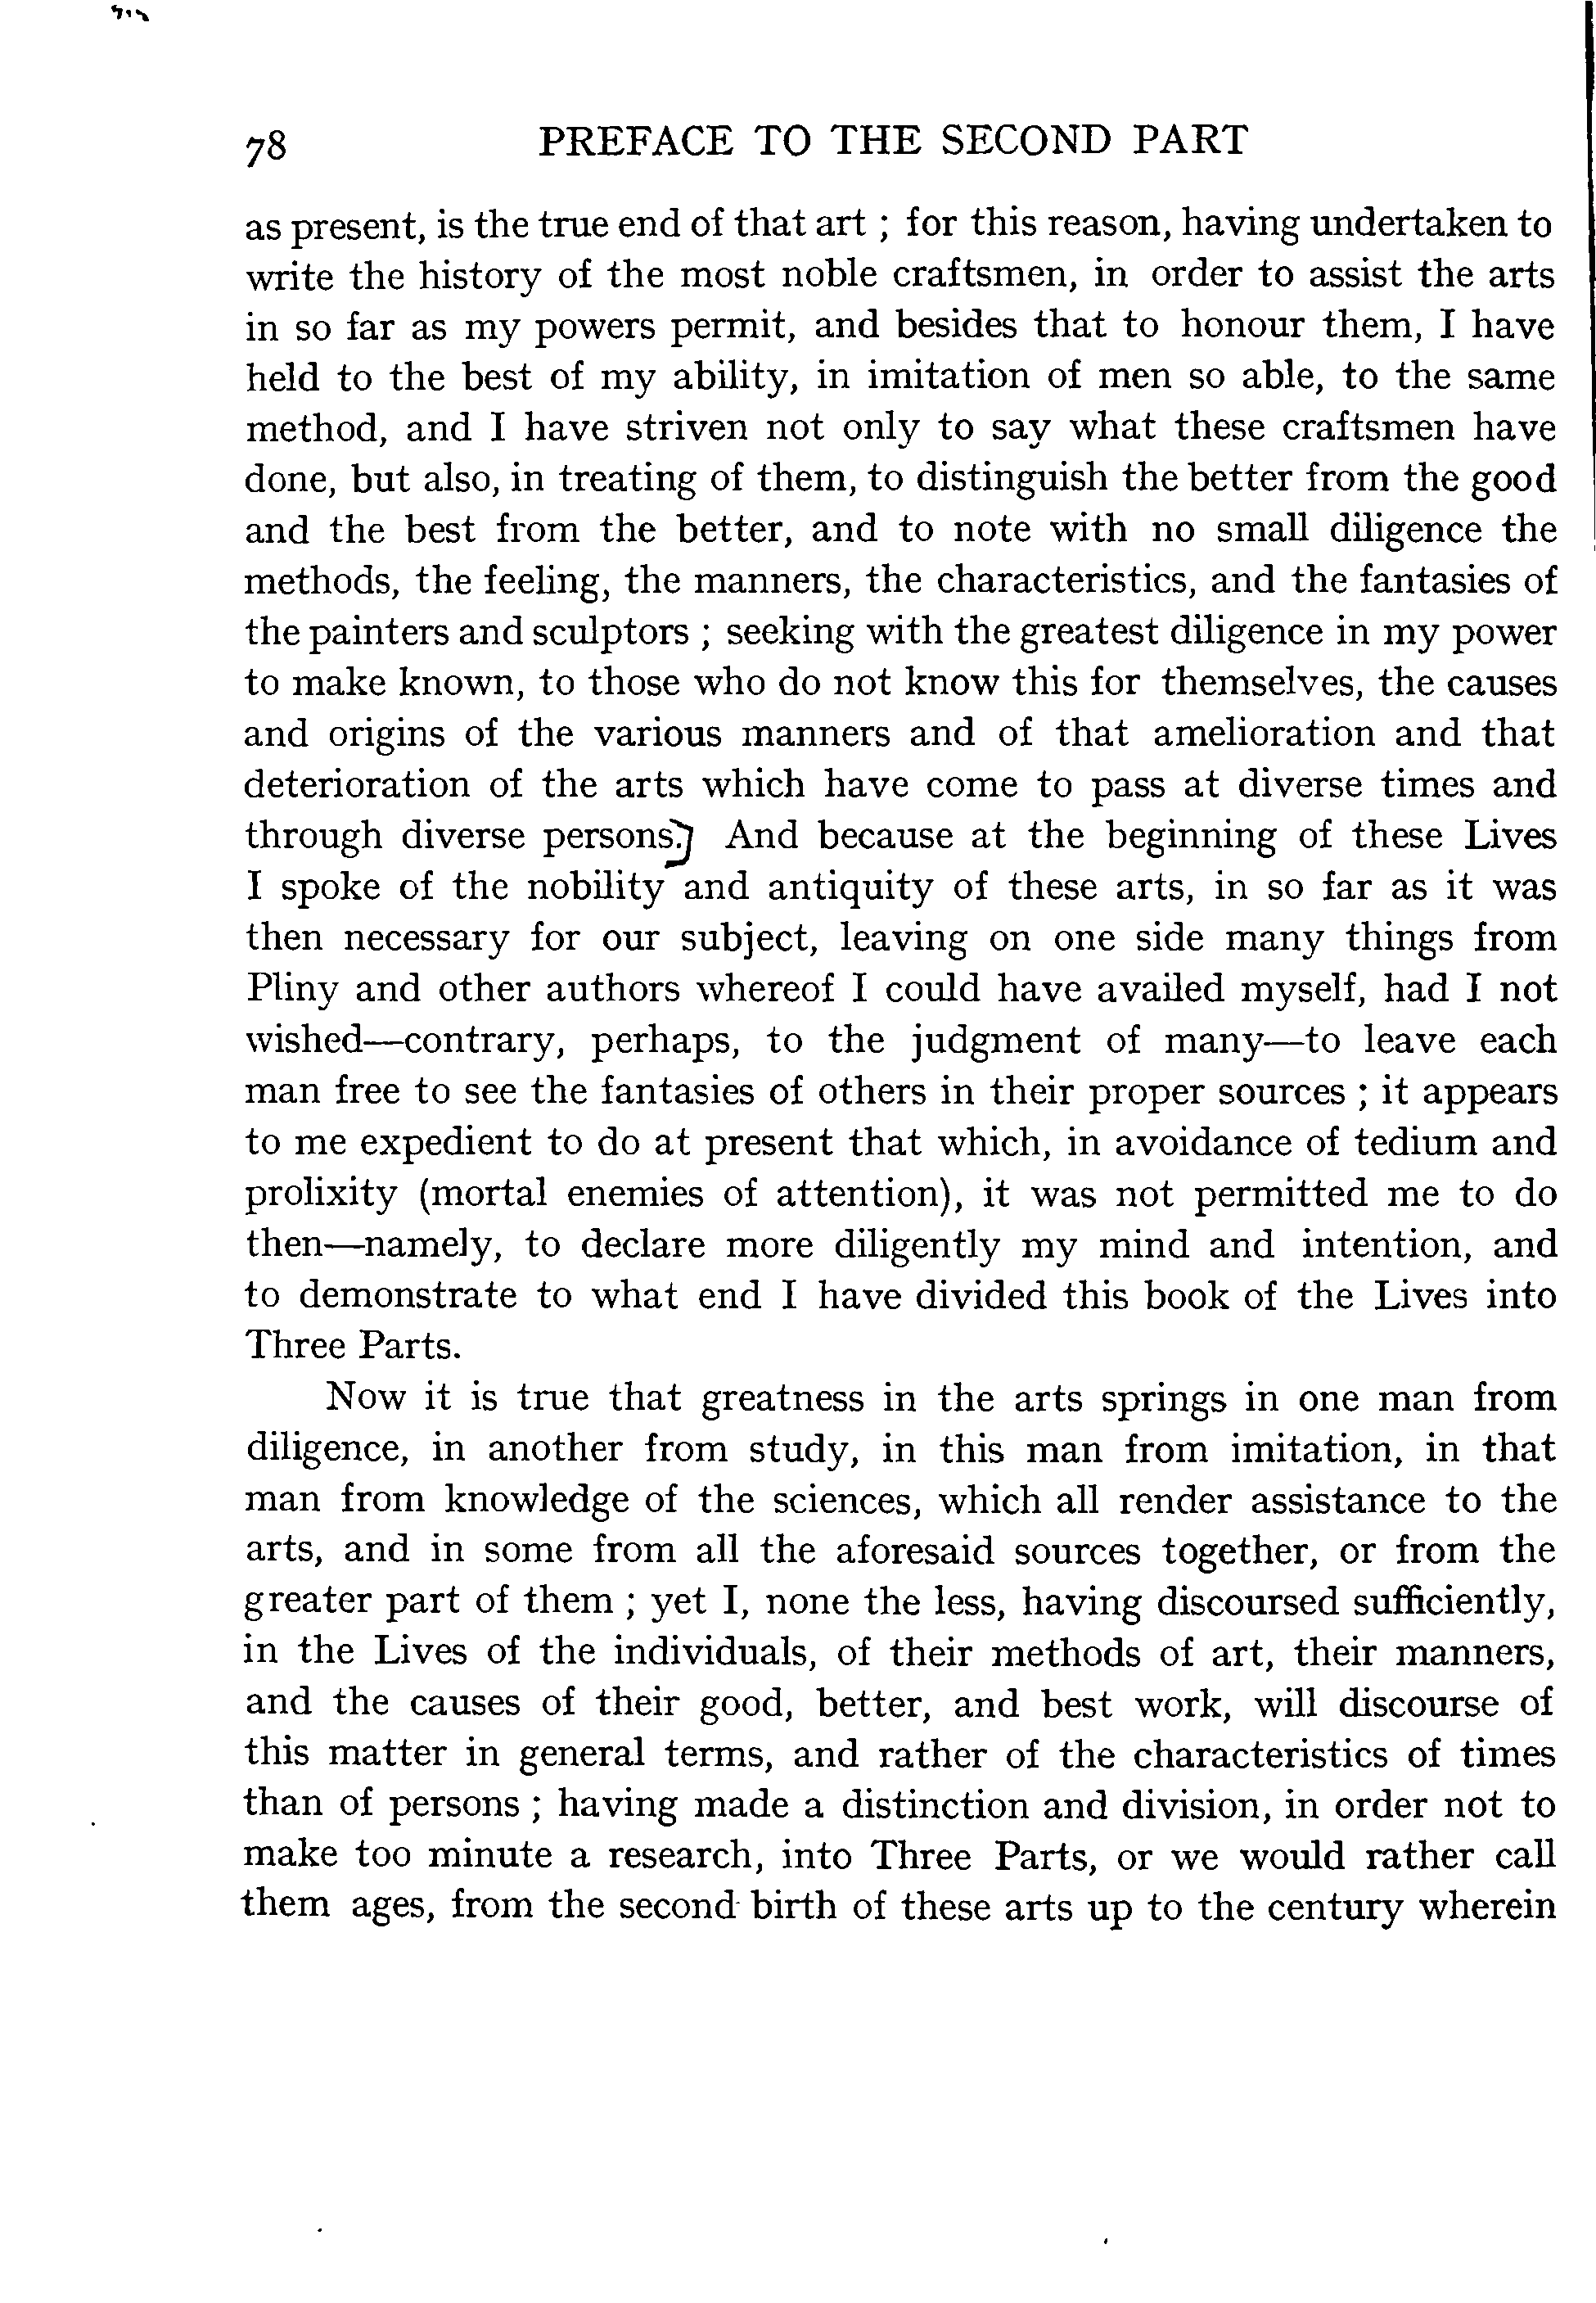 78 PREFACE TO THE SECOND PART
as present, is the true end of that art ; for this reason, having undertaken to
write the history of the most noble craftsmen, in order to assist the arts
in so far as my powers permit, and besides that to honour them, I have
held to the best of my ability, in imitation of men so able, to the same
method, and I have striven not only to say what these craftsmen have
done, but also, in treating of them, to distinguish the better from the good
and the best from the better, and to note with no small diligence the
methods, the feeling, the manners, the characteristics, and the fantasies of
the painters and sculptors ; seeking with the greatest diligence in my power
to make known, to those who do not know this for themselves, the causes
and origins of the various manners and of that amelioration and that
deterioration of the arts which have come to pass at diverse times and
through diverse persons. And because at the beginning of these Lives
I spoke of the nobility and antiquity of these arts, in so far as it was
then necessary for our subject, leaving on one side many things from
Pliny and other authors whereof I could have availed myself, had I not
wished—contrary, perhaps, to the judgment of many—to leave each
man free to see the fantasies of others in their proper sources ; it appears
to me expedient to do at present that which, in avoidance of tedium and
prolixity (mortal enemies of attention), it was not permitted me to do
then—namely, to declare more diligently my mind and intention, and
to demonstrate to what end I have divided this book of the Lives into
Three Parts.
Now it is true that greatness in the arts springs in one man from
diligence, in another from study, in this man from imitation, in that
man from knowledge of the sciences, which all render assistance to the
arts, and in some from all the aforesaid sources together, or from the
greater part of them ; yet I, none the less, having discoursed sufficiently,
in the Lives of the individuals, of their methods of art, their manners,
and the causes of their good, better, and best work, will discourse of
this matter in general terms, and rather of the characteristics of times
than of persons ; having made a distinction and division, in order not to
make too minute a research, into Three Parts, or we would rather call
them ages, from the second birth of these arts up to the century wherein